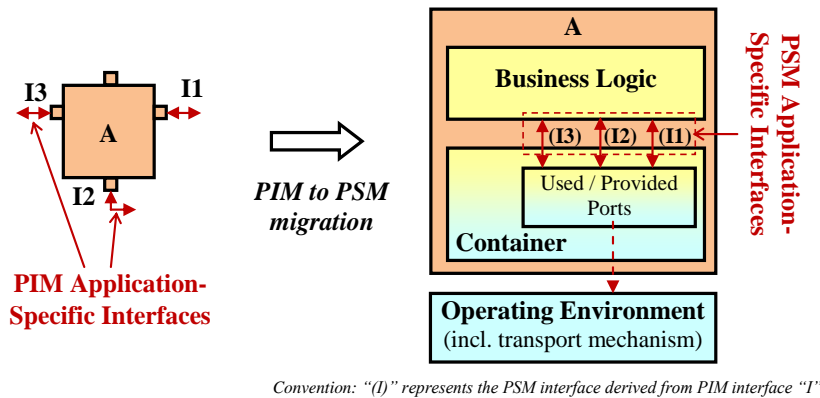 I3
I1
A
I2
PIM Application-
Specific Interfaces
PIM to PSM
migration
A
Business Logic
(I3)
(I2)
(I1)
Used / Provided
Ports
Container
Operating Environment
(incl. transport mechanism)
PSM Application-
Specific Interfaces
Convention: “(I)” represents the PSM interface derived from PIM interface “I”